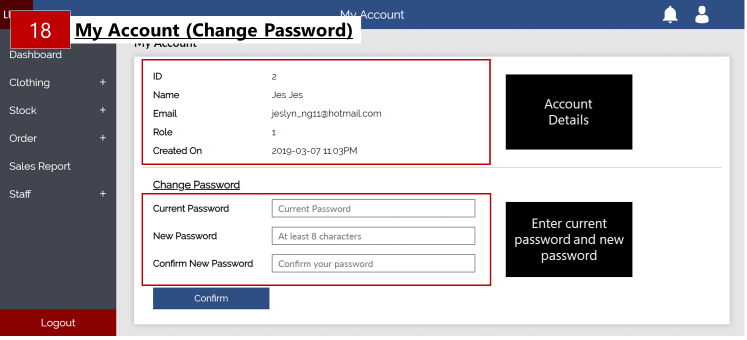 My Account
18 My Account (Change Password)
My Account
Dashboard
Clothing +
Stock +
Order +
Sales Report
Staff +
Logout
ID 2
Name Jes Jes
Email jeslyn_ng11@hotmail.com
Role 1
Created On 2019-03-07 11:03PM
Account
Details
Change Password
Current Password Current Password
New Password At least 8 characters
Confirm New Password Confirm your password
Enter current
password and new
password
Confirm